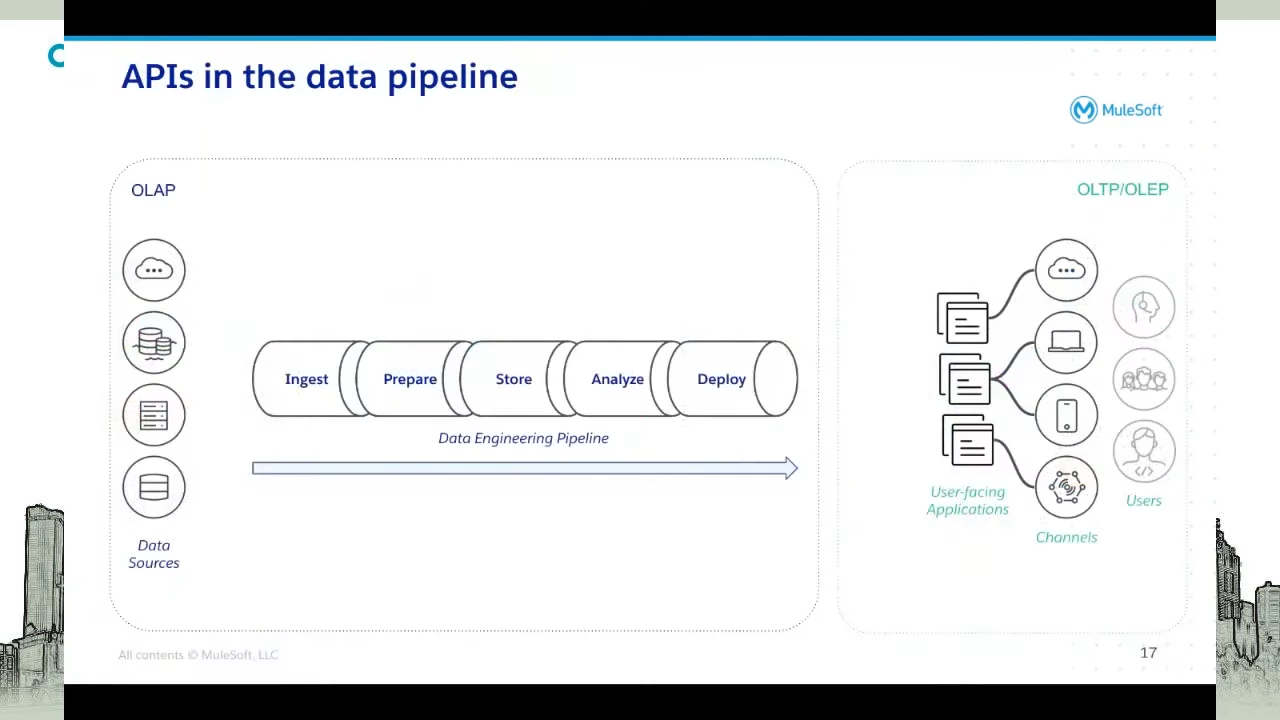 APIs in the data pipeline
MuleSoft
OLAP
OLTP/OLEP
Ingest
Prepare
Store
Analyze
Deploy
Data Engineering Pipeline
Data
Sources
User-facing
Applications
Channels
Users
All contents © MuleSoft, LLC
17